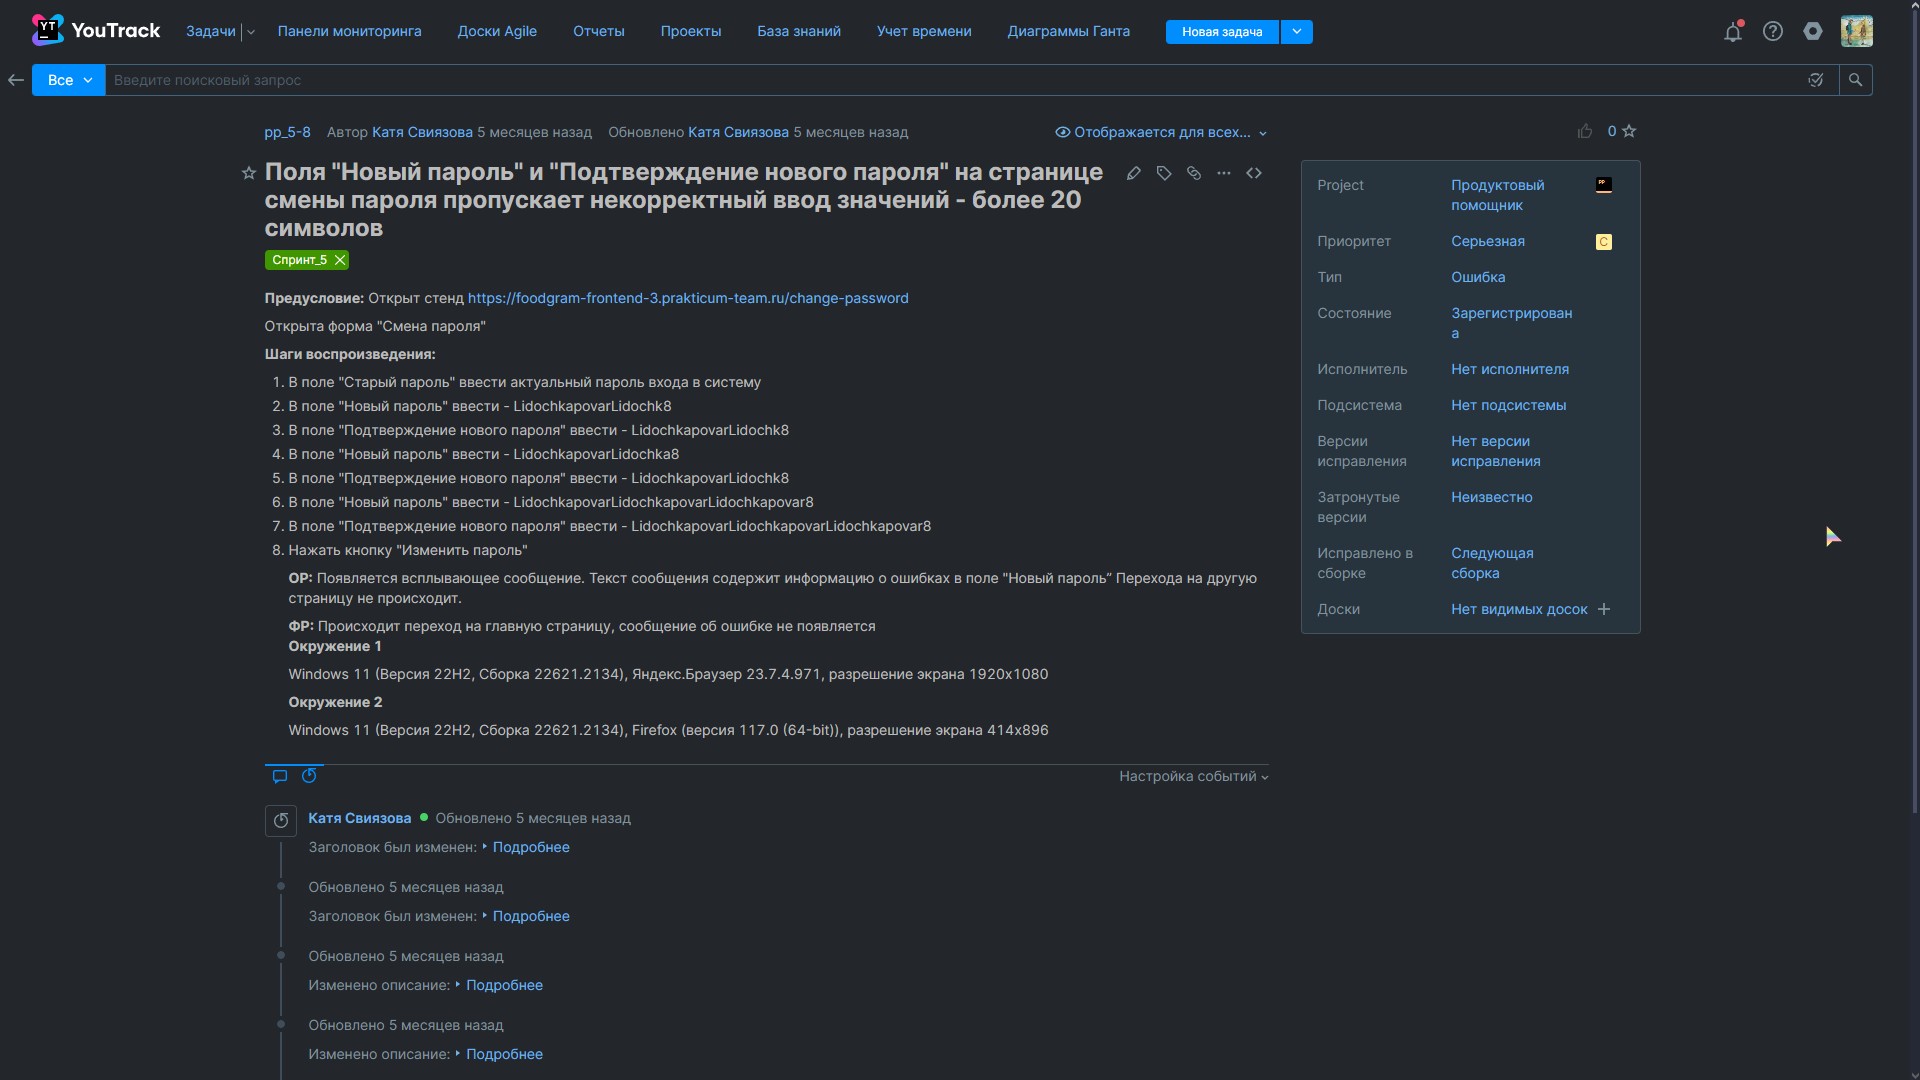 YT YouTrack Задачи Панели мониторинга Доски Agile Отчеты Проекты База знаний Учет времени Диаграммы Ганта Новая задача
Все Введите поисковый запрос
pp_5-8 Автор Катя Свиязова 5 месяцев назад Обновлено Катя Свиязова 5 месяцев назад Отображается для всех... 0
Поля "Новый пароль" и "Подтверждение нового пароля" на странице
смены пароля пропускает некорректный ввод значений - более 20
символов
Спринт_5
Предусловие: Открыт стенд https://foodgram-frontend-3.prakticum-team.ru/change-password
Открыта форма "Смена пароля"
Шаги воспроизведения:
1. В поле "Старый пароль" ввести актуальный пароль входа в систему
2. В поле "Новый пароль" ввести - LidochkapovarLidochk8
3. В поле "Подтверждение нового пароля" ввести - LidochkapovarLidochk8
4. В поле "Новый пароль" ввести - LidochkapovarLidochka8
5. В поле "Подтверждение нового пароля" ввести - LidochkapovarLidochk8
6. В поле "Новый пароль" ввести - LidochkapovarLidochkapovarLidochkapovar8
7. В поле "Подтверждение нового пароля" ввести - LidochkapovarLidochkapovarLidochkapovar8
8. Нажать кнопку "Изменить пароль"
ОР: Появляется всплывающее сообщение. Текст сообщения содержит информацию о ошибках в поле "Новый пароль” Перехода на другую
страницу не происходит.
ФР: Происходит переход на главную страницу, сообщение об ошибке не появляется
Окружение 1
Windows 11 (Версия 22H2, Сборка 22621.2134), Яндекс.Браузер 23.7.4.971, разрешение экрана 1920x1080
Окружение 2
Windows 11 (Версия 22H2, Сборка 22621.2134), Firefox (версия 117.0 (64-bit)), разрешение экрана 414x896
Настройка событий
Катя Свиязова Обновлено 5 месяцев назад
Заголовок был изменен: Подробнее
Обновлено 5 месяцев назад
Заголовок был изменен: Подробнее
Обновлено 5 месяцев назад
Изменено описание: Подробнее
Обновлено 5 месяцев назад
Изменено описание: Подробнее
Project Продуктовый PP
помощник
Приоритет Серьезная С
Тип Ошибка
Состояние Зарегистрирован
а
Исполнитель Нет исполнителя
Подсистема Нет подсистемы
Версии Нет версии
исправления исправления
Затронутые Неизвестно
версии
Исправлено в Следующая
сборке сборка
Доски Нет видимых досок